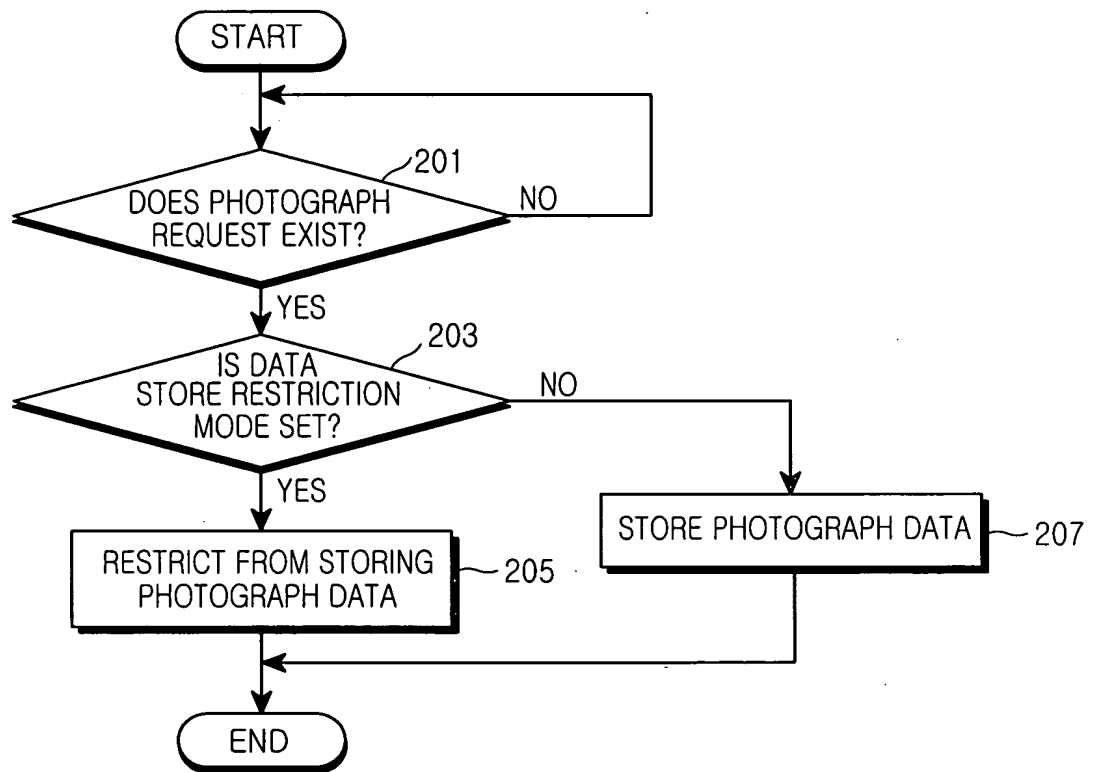 START
201
DOES PHOTOGRAPH
REQUEST EXIST?
NO
YES
203
IS DATA
STORE RESTRICTION
MODE SET?
NO
YES
STORE PHOTOGRAPH DATA
207
RESTRICT FROM STORING
PHOTOGRAPH DATA
205
END